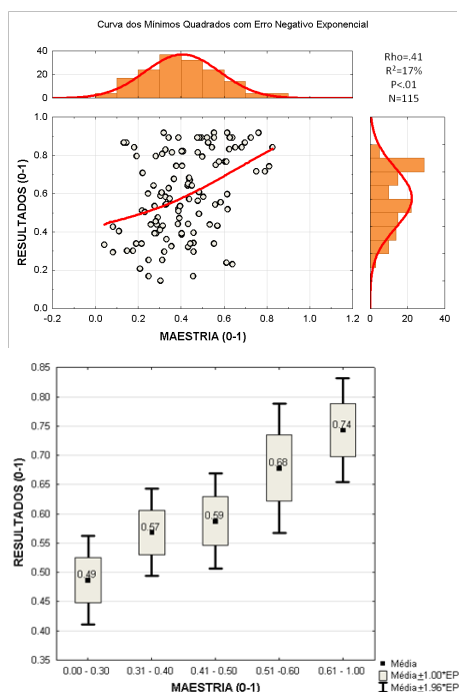 Curva dos Mínimos Quadrados com Erro Negativo Exponencial
40
20
0
Rho=.41
R²=17%
P<.01
N=115
RESULTADOS (0-1)
1.0
0.8
0.6
0.4
0.2
0.0
-0.2 0.0 0.2 0.4 0.6 0.8 1.0 1.2
MAESTRIA (0-1)
0 20 40
RESULTADOS (0-1)
0.85
0.80
0.75
0.70
0.65
0.60
0.55
0.50
0.45
0.40
0.35
0.49
0.57
0.59
0.68
0.74
0.00 - 0.30 0.31 - 0.40 0.41 - 0.50 0.51 -0.60 0.61 - 1.00
MAESTRIA (0-1)
Média
Média±1.00*EP
Média±1.96*EP